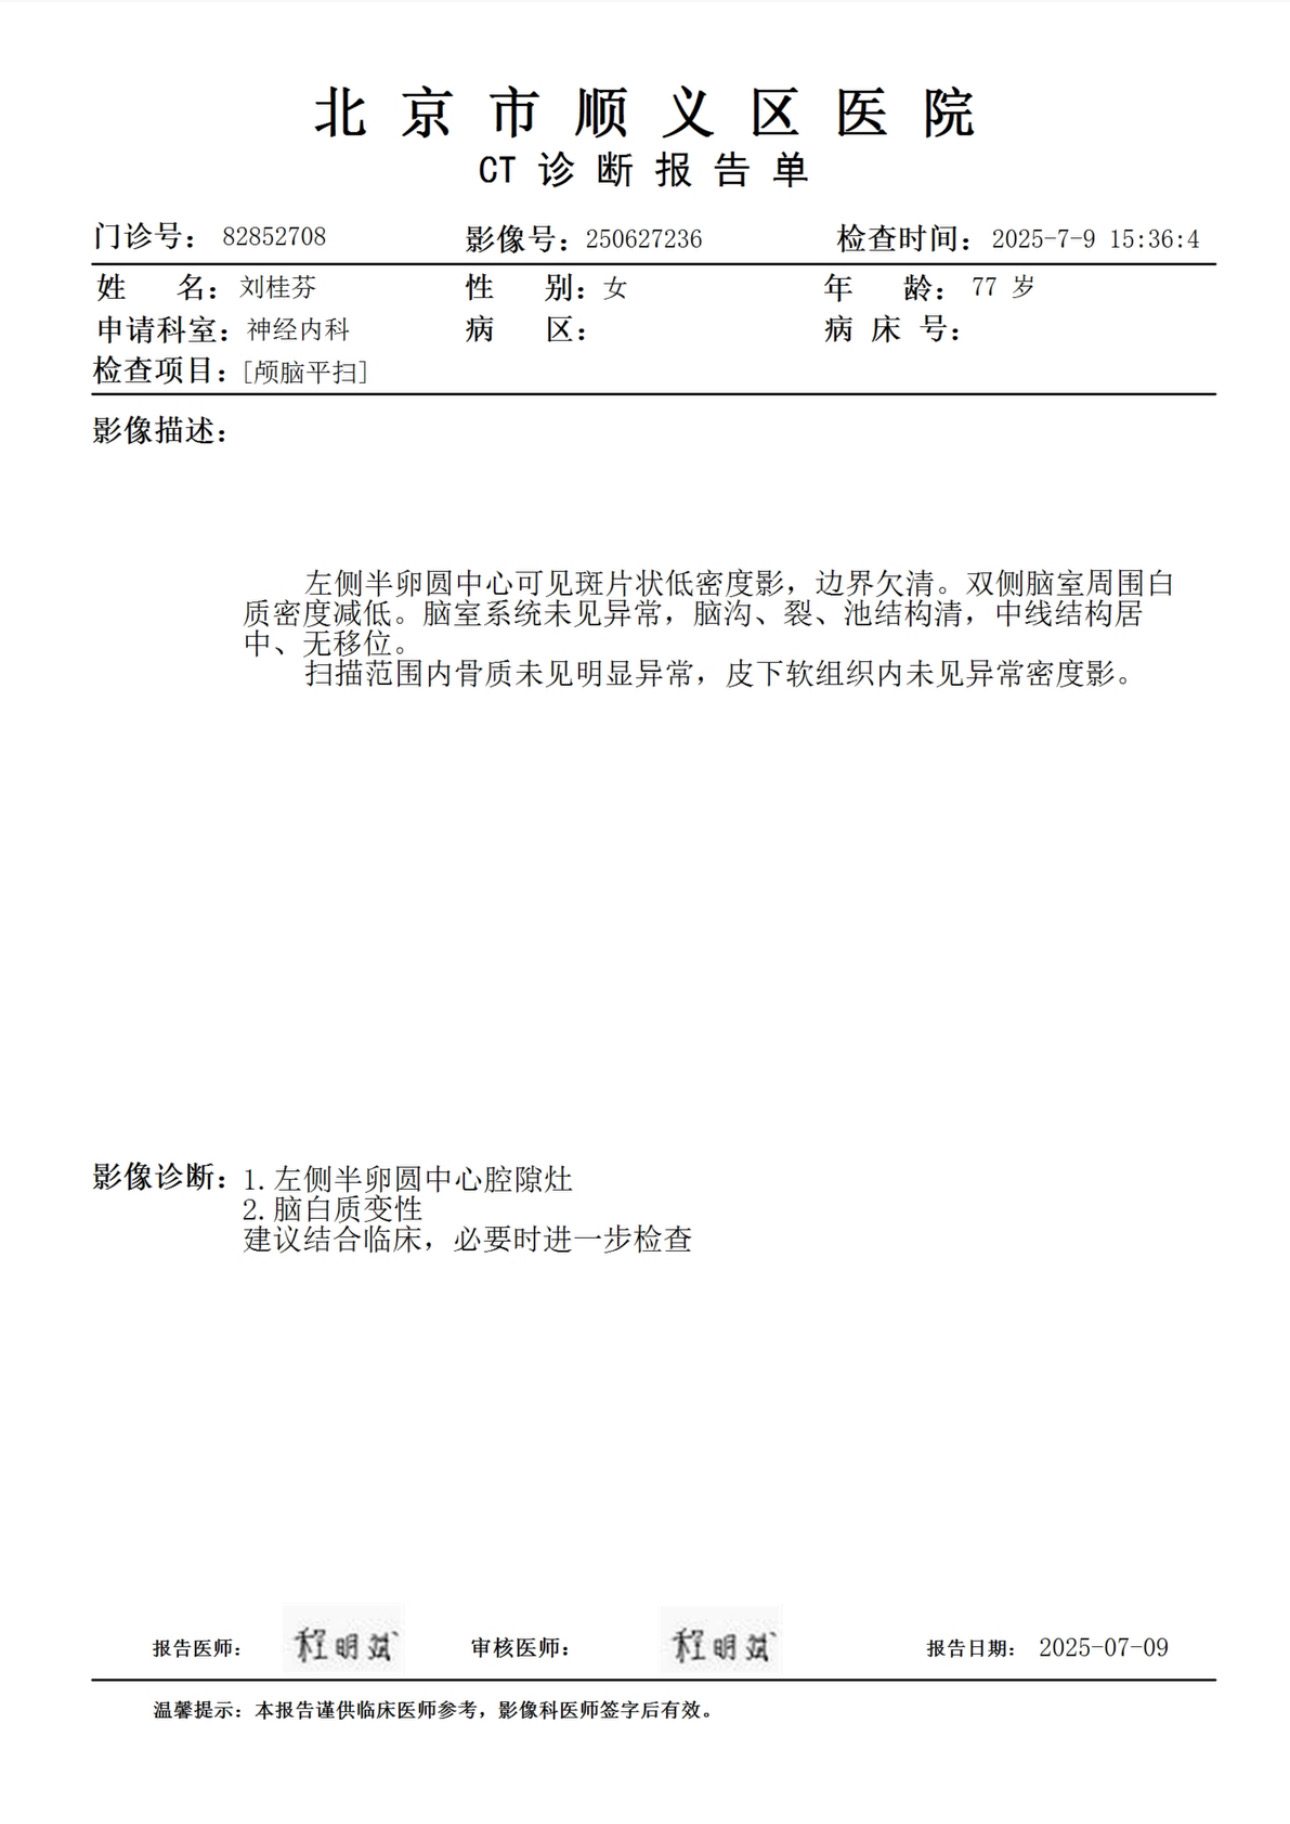 北京市顺义区医院
CT诊断报告单
门诊号: 82852708 影像号: 250627236 检查时间: 2025-7-9 15:36:4
姓 名: 刘桂芬 性 别: 女 年 龄: 77 岁
申请科室: 神经内科 病 区: 病 床 号:
检查项目: [颅脑平扫]
影像描述:
左侧半卵圆中心可见斑片状低密度影，边界欠清。双侧脑室周围白
质密度减低。脑室系统未见异常，脑沟、裂、池结构清，中线结构居
中、无移位。
扫描范围内骨质未见明显异常，皮下软组织内未见异常密度影。
影像诊断: 1.左侧半卵圆中心腔隙灶
2.脑白质变性
建议结合临床，必要时进一步检查
报告医师: 程明斌 审核医师: 程明斌 报告日期: 2025-07-09
温馨提示: 本报告谨供临床医师参考，影像科医师签字后有效。